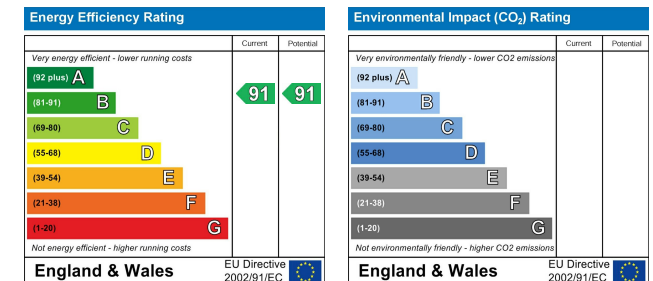 Energy Efficiency Rating
Current Potential
Very energy efficient - lower running costs
(92 plus) A
(81-91) B
91 91
(69-80) C
(55-68) D
(39-54) E
(21-38) F
(1-20) G
Not energy efficient - higher running costs
England & Wales
EU Directive
2002/91/EC
Environmental Impact (CO₂) Rating
Current Potential
Very environmentally friendly - lower CO2 emissions
(92 plus) A
(81-91) B
(69-80) C
(55-68) D
(39-54) E
(21-38) F
(1-20) G
Not environmentally friendly - higher CO2 emissions
England & Wales
EU Directive
2002/91/EC